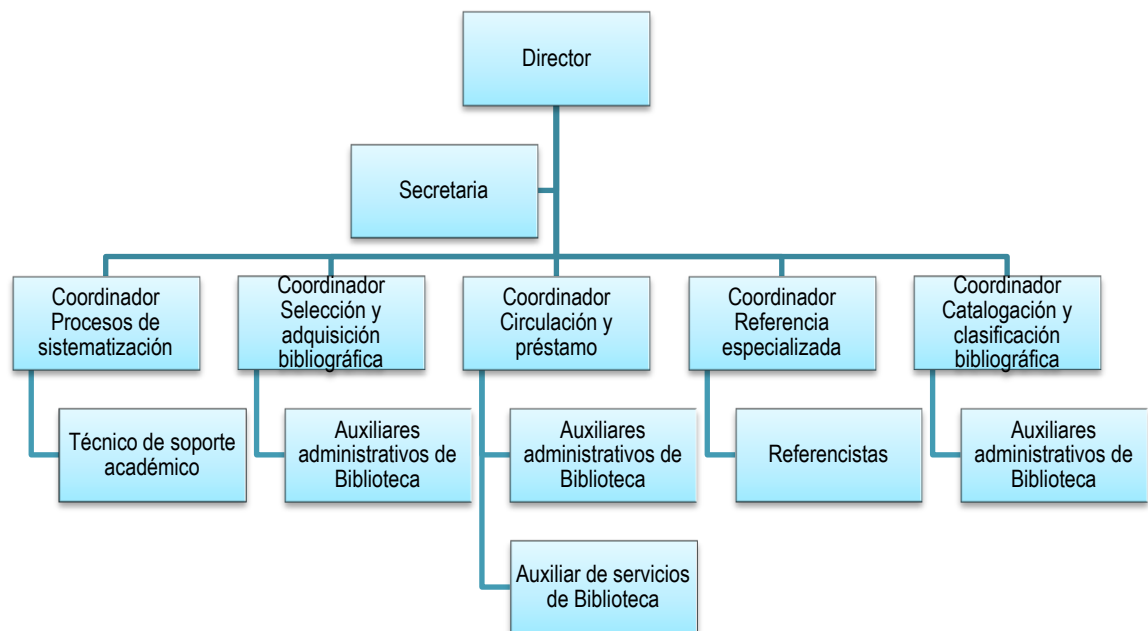 Director
Secretaria
Coordinador
Procesos de
sistematización
Coordinador
Selección y
adquisición
bibliográfica
Coordinador
Circulación y
préstamo
Coordinador
Referencia
especializada
Coordinador
Catalogación y
clasificación
bibliográfica
Técnico de soporte
académico
Auxiliares
administrativos de
Biblioteca
Auxiliares
administrativos de
Biblioteca
Referencistas
Auxiliares
administrativos de
Biblioteca
Auxiliar de servicios
de Biblioteca